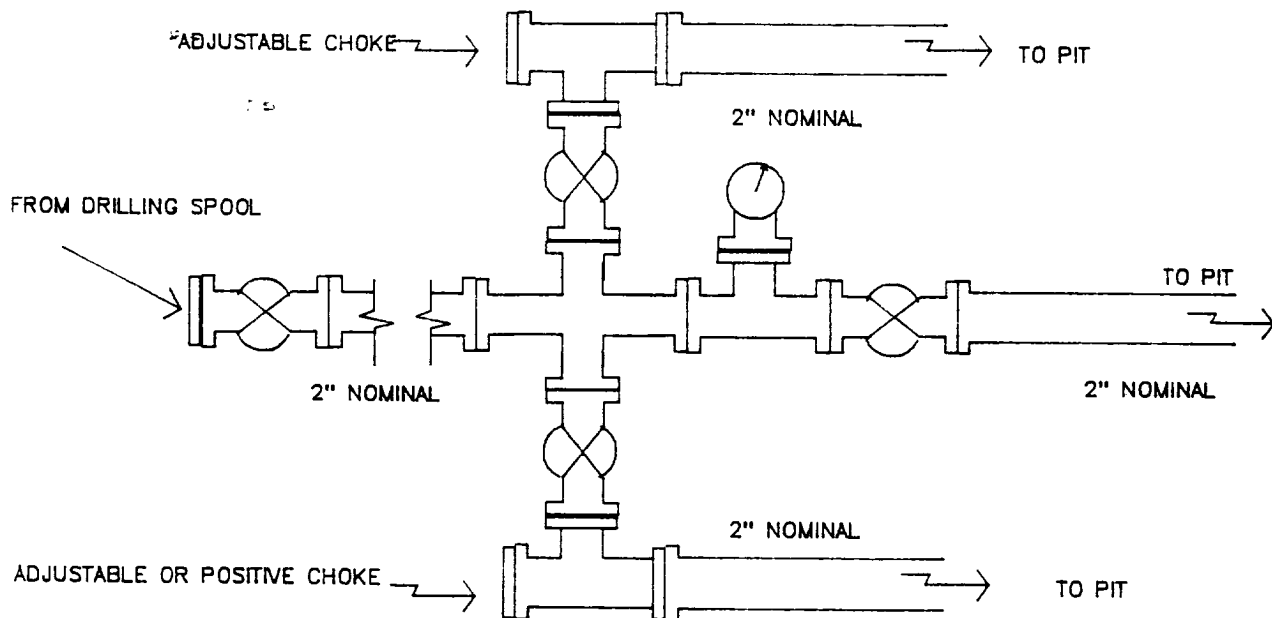 ADJUSTABLE CHOKE
TO PIT
2" NOMINAL
FROM DRILLING SPOOL
TO PIT
2" NOMINAL
2" NOMINAL
2" NOMINAL
ADJUSTABLE OR POSITIVE CHOKE
TO PIT